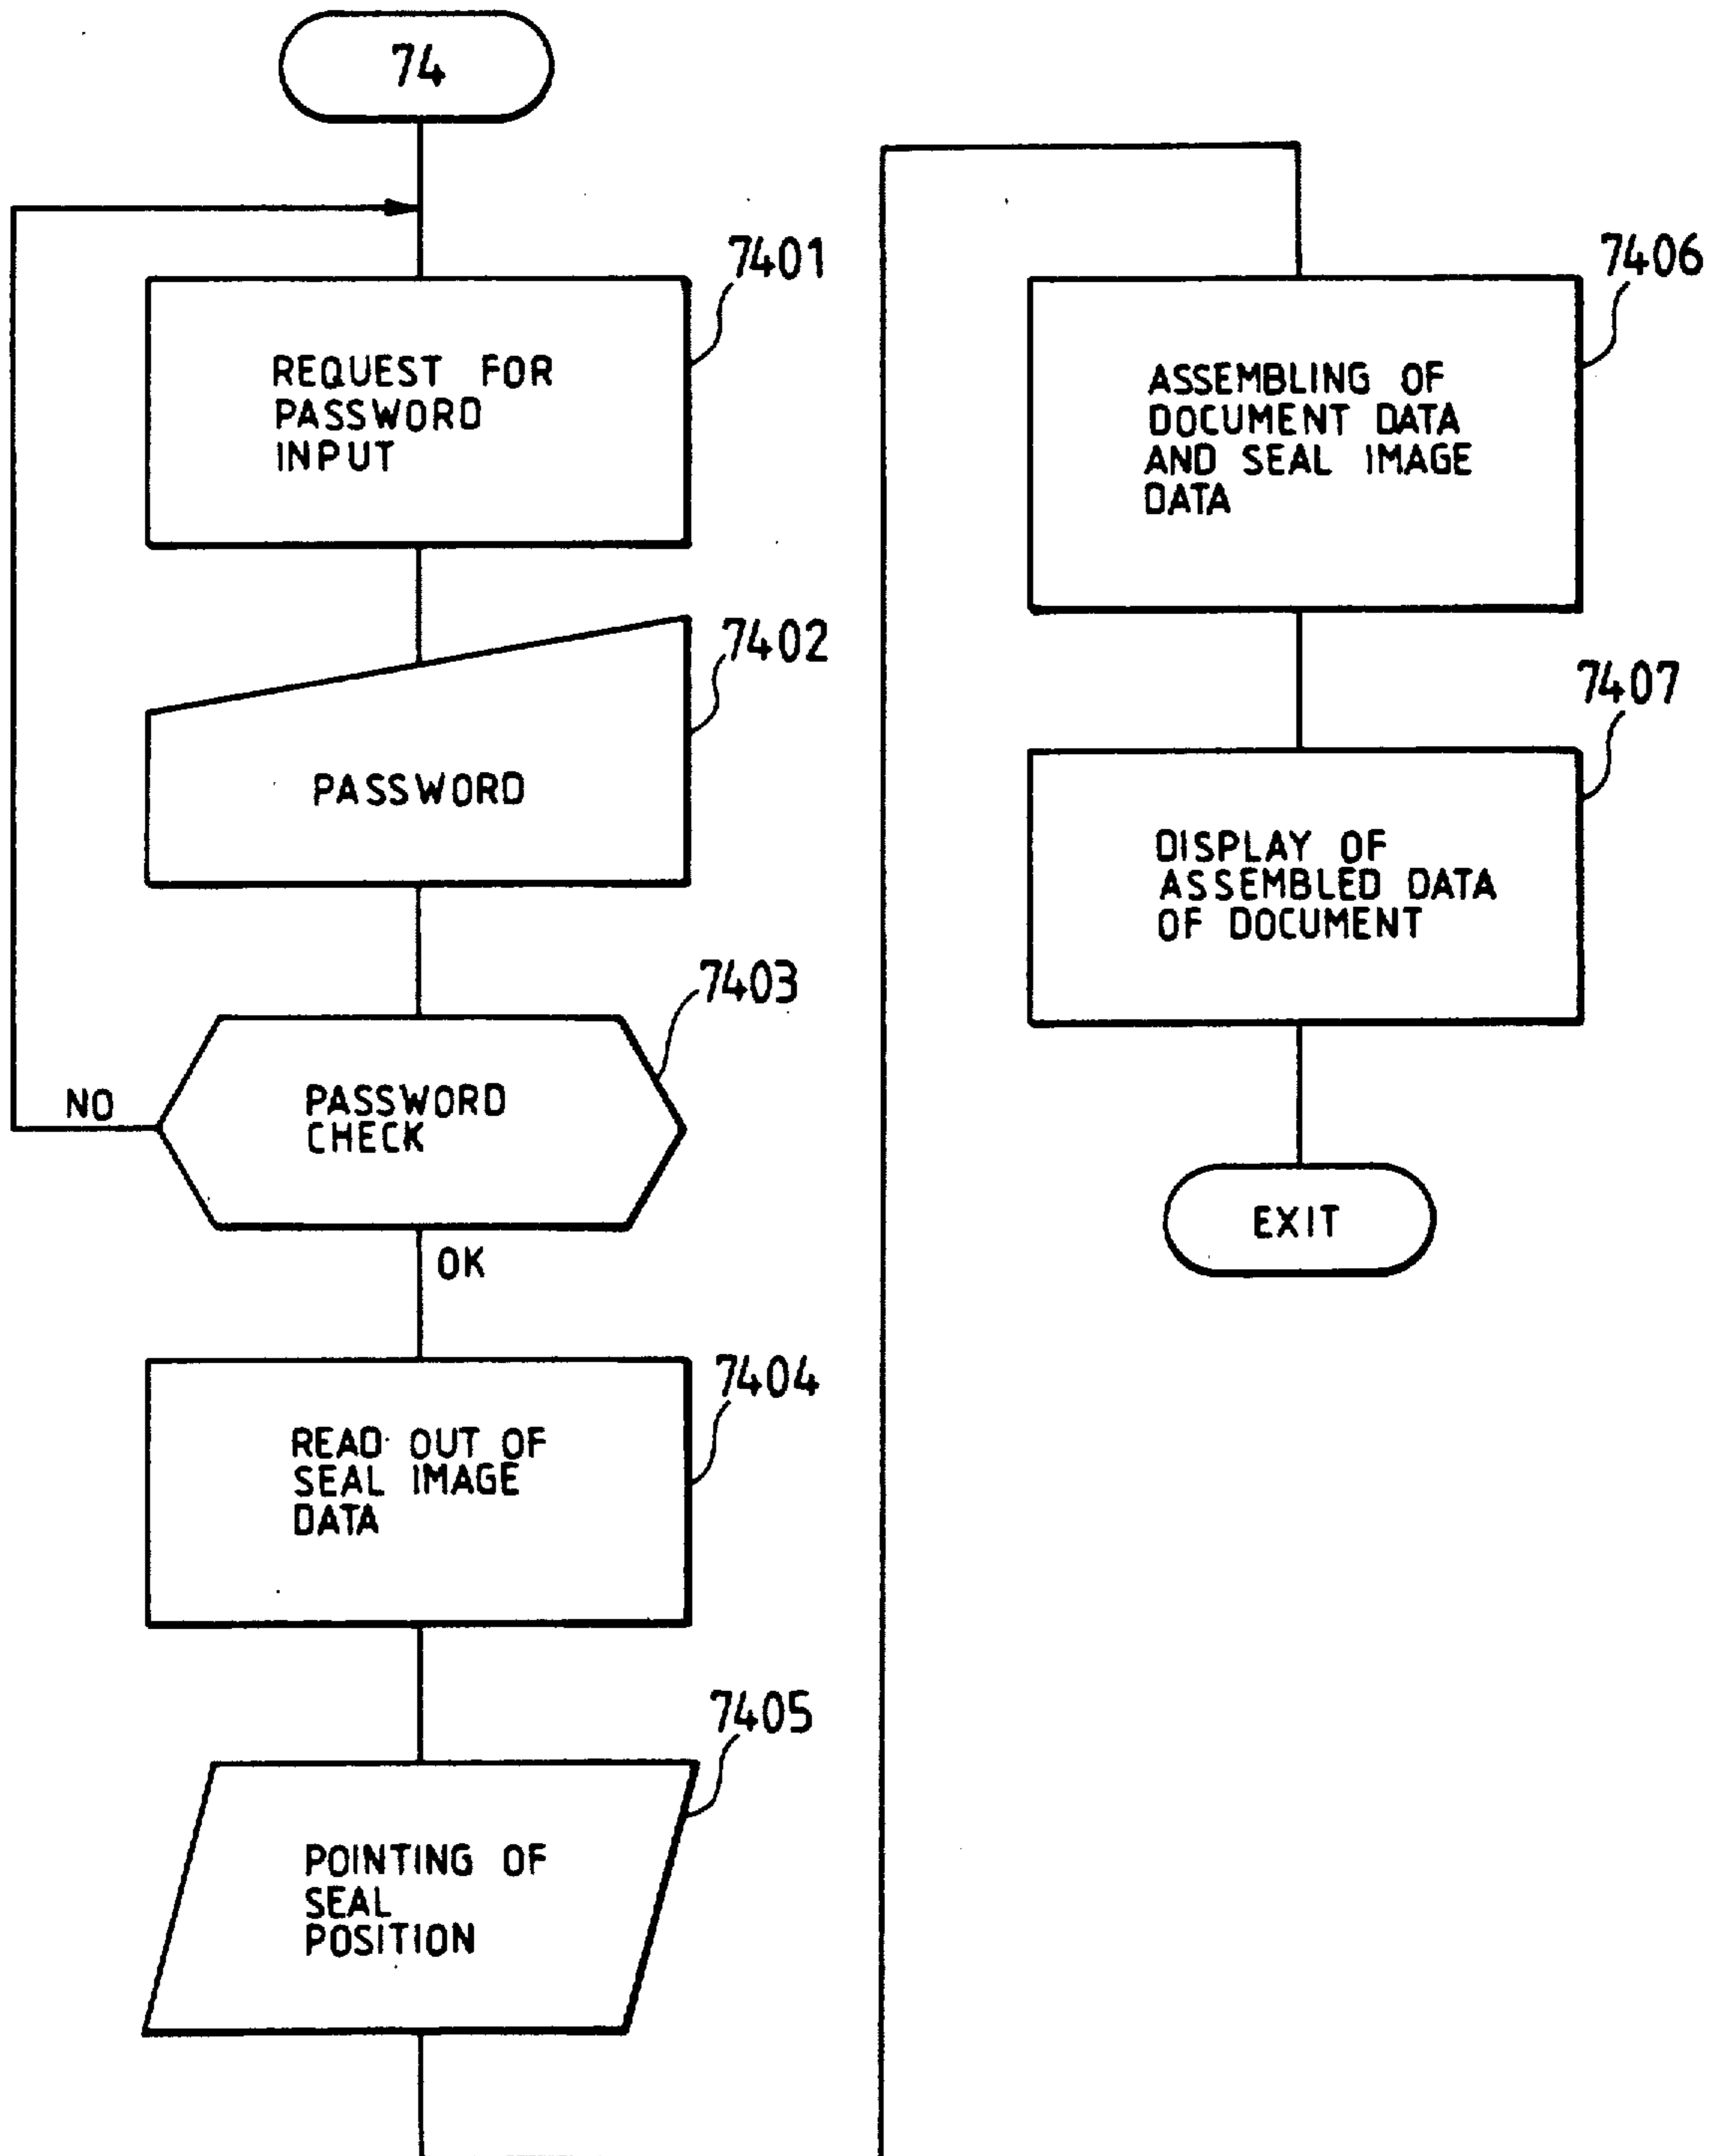 74
7401
REQUEST FOR
PASSWORD
INPUT
7402
PASSWORD
7403
NO
PASSWORD
CHECK
OK
7404
READ OUT OF
SEAL IMAGE
DATA
7405
POINTING OF
SEAL
POSITION
7406
ASSEMBLING OF
DOCUMENT DATA
AND SEAL IMAGE
DATA
7407
DISPLAY OF
ASSEMBLED DATA
OF DOCUMENT
EXIT